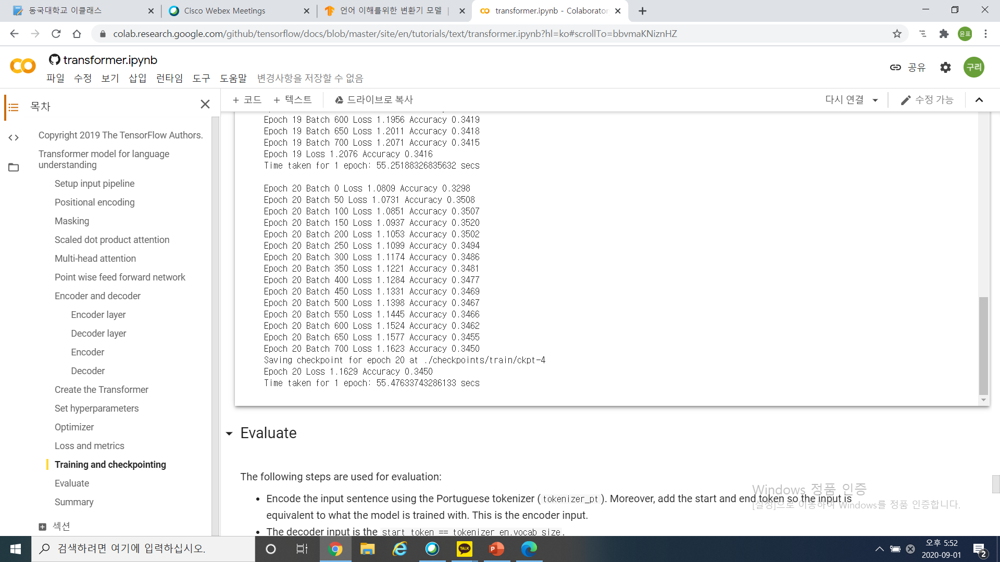 동국대학교 이클래스
Cisco Webex Meetings
언어 이해를위한 변환기 모델 |
transformer.ipynb - Colaborator
colab.research.google.com/github/tensorflow/docs/blob/master/site/en/tutorials/text/transformer.ipynb?hl=ko#scrollTo=bbvmaKNiznHZ
윤표
transformer.ipynb
파일 수정 보기 삽입 런타임 도구 도움말 변경사항을 저장할 수 없음
공유
구리
목차
+ 코드 + 텍스트 드라이브로 복사
다시 연결 수정 가능
Copyright 2019 The TensorFlow Authors.
Transformer model for language
understanding
Setup input pipeline
Positional encoding
Masking
Scaled dot product attention
Multi-head attention
Point wise feed forward network
Encoder and decoder
Encoder layer
Decoder layer
Encoder
Decoder
Create the Transformer
Set hyperparameters
Optimizer
Loss and metrics
Training and checkpointing
Evaluate
Summary
섹션
Epoch 19 Batch 600 Loss 1.1956 Accuracy 0.3419
Epoch 19 Batch 650 Loss 1.2011 Accuracy 0.3418
Epoch 19 Batch 700 Loss 1.2071 Accuracy 0.3415
Epoch 19 Loss 1.2076 Accuracy 0.3416
Time taken for 1 epoch: 55.25188326835632 secs
Epoch 20 Batch 0 Loss 1.0809 Accuracy 0.3298
Epoch 20 Batch 50 Loss 1.0731 Accuracy 0.3508
Epoch 20 Batch 100 Loss 1.0851 Accuracy 0.3507
Epoch 20 Batch 150 Loss 1.0937 Accuracy 0.3520
Epoch 20 Batch 200 Loss 1.1053 Accuracy 0.3502
Epoch 20 Batch 250 Loss 1.1099 Accuracy 0.3494
Epoch 20 Batch 300 Loss 1.1174 Accuracy 0.3486
Epoch 20 Batch 350 Loss 1.1221 Accuracy 0.3481
Epoch 20 Batch 400 Loss 1.1284 Accuracy 0.3477
Epoch 20 Batch 450 Loss 1.1331 Accuracy 0.3469
Epoch 20 Batch 500 Loss 1.1398 Accuracy 0.3467
Epoch 20 Batch 550 Loss 1.1445 Accuracy 0.3466
Epoch 20 Batch 600 Loss 1.1524 Accuracy 0.3462
Epoch 20 Batch 650 Loss 1.1577 Accuracy 0.3455
Epoch 20 Batch 700 Loss 1.1623 Accuracy 0.3450
Saving checkpoint for epoch 20 at ./checkpoints/train/ckpt-4
Epoch 20 Loss 1.1629 Accuracy 0.3450
Time taken for 1 epoch: 55.47633743286133 secs
Evaluate
The following steps are used for evaluation:
• Encode the input sentence using the Portuguese tokenizer ( tokenizer_pt ). Moreover, add the start and end token so the input is
equivalent to what the model is trained with. This is the encoder input.
• The decoder input is the start token == tokenizer_en.vocab_size.
Windows 정품 인증
[설정]으로 이동하여 Windows를 정품 인증합니다.
검색하려면 여기에 입력하십시오.
TALK
오후 5:52
2020-09-01
2